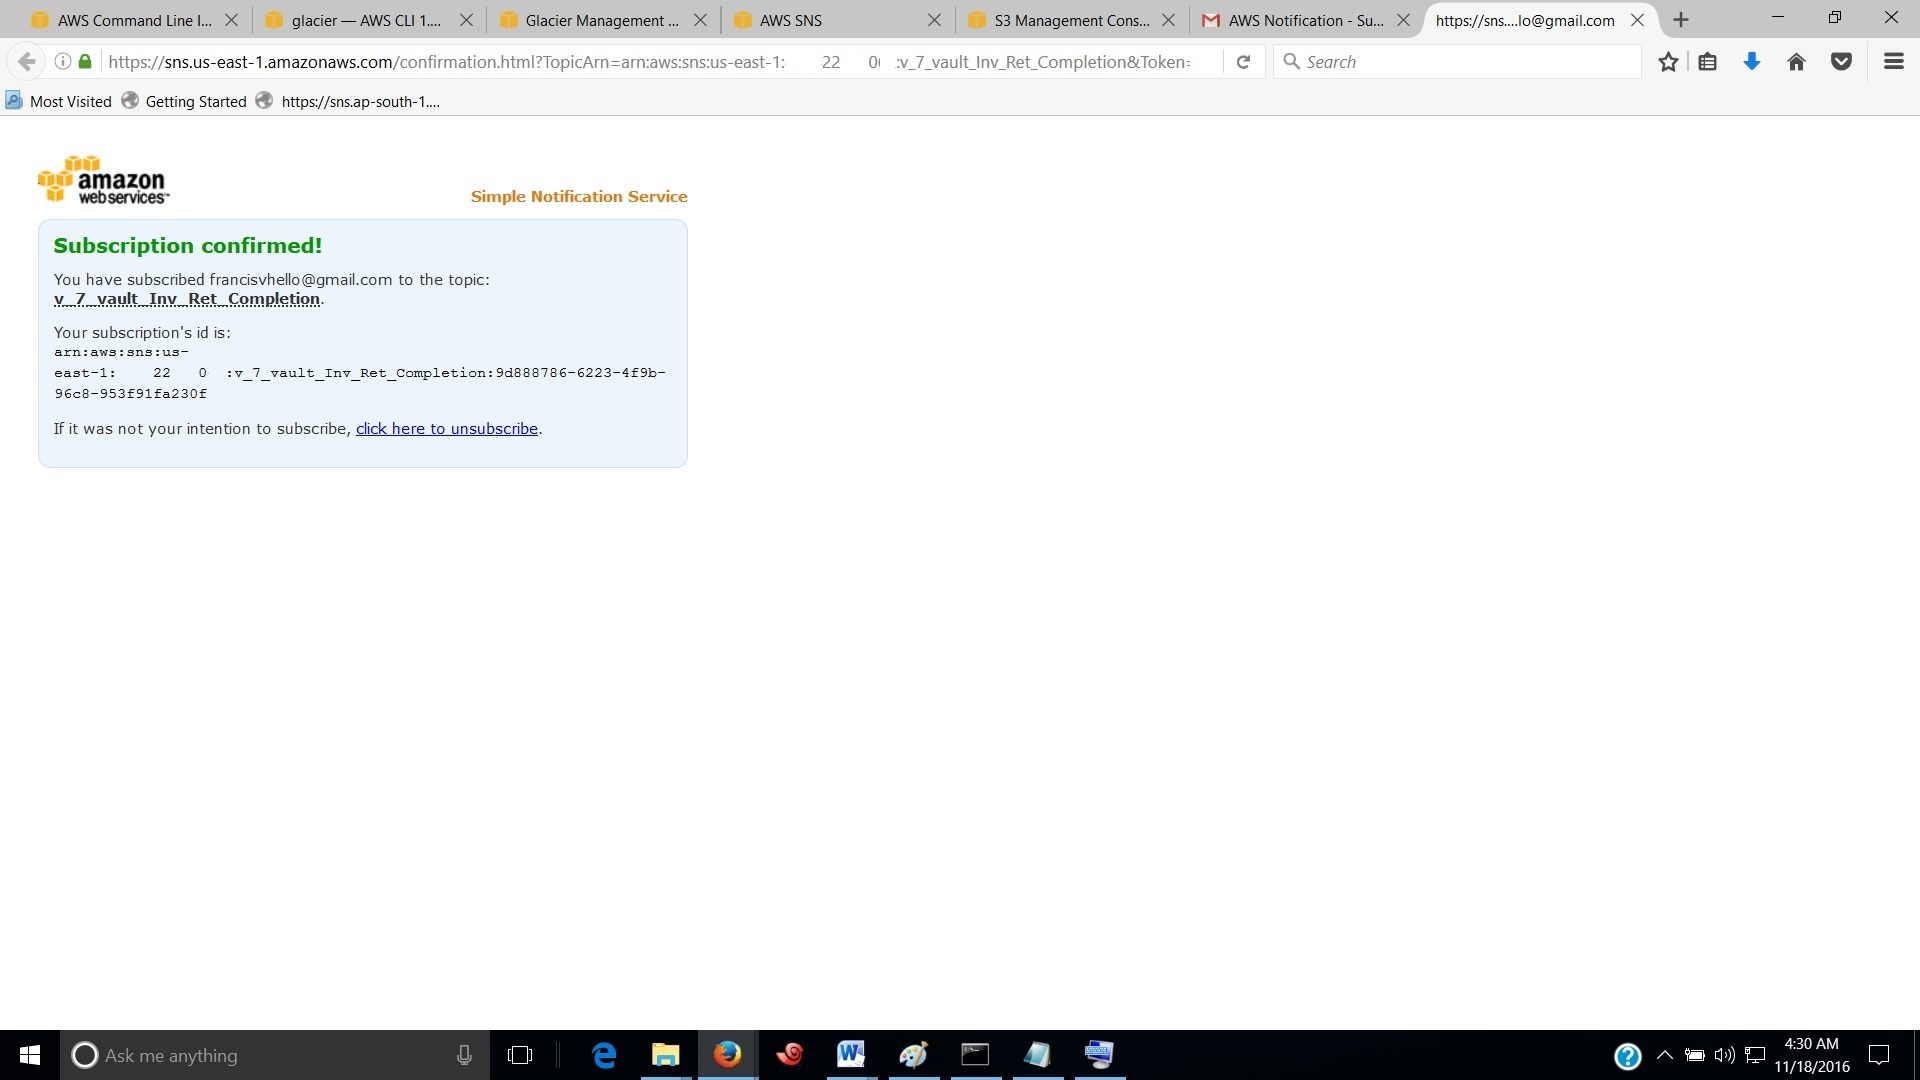 AWS Command Line I...
glacier — AWS CLI 1....
Glacier Management ...
AWS SNS
S3 Management Cons...
AWS Notification - Su...
https://sns....lo@gmail.com
https://sns.us-east-1.amazonaws.com/confirmation.html?TopicArn=arn:aws:sns:us-east-1: 22 0 :v_7_vault_Inv_Ret_Completion&Token=
Search
Most Visited
Getting Started
https://sns.ap-south-1....
amazon
webservices™
Simple Notification Service
Subscription confirmed!
You have subscribed francisvhello@gmail.com to the topic:
v_7_vault_Inv_Ret_Completion.
Your subscription's id is:
arn:aws:sns:us-
east-1: 22 0 :v_7_vault_Inv_Ret_Completion:9d888786-6223-4f9b-
96c8-953f91fa230f
If it was not your intention to subscribe, click here to unsubscribe.
Ask me anything
4:30 AM
11/18/2016